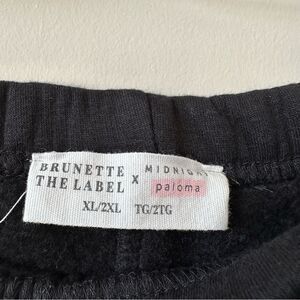 BRUNETTE X MIDNIGHT
THE LABEL paloma
XL/2XL TG/2TG